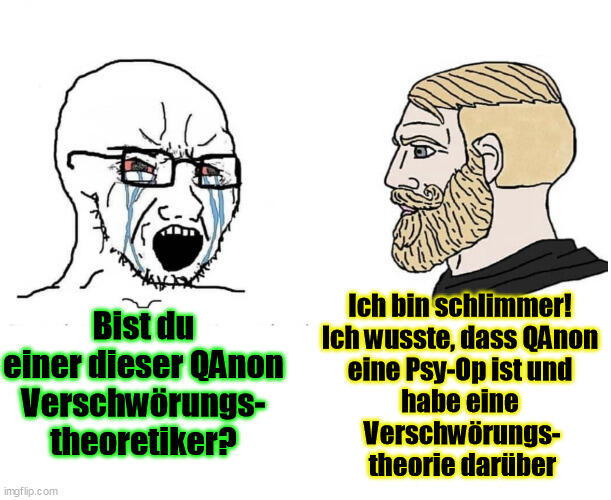 Bist du
einer dieser QAnon
Verschwörungs-
theoretiker?
Ich bin schlimmer!
Ich wusste, dass QAnon
eine Psy-Op ist und
habe eine
Verschwörungs-
theorie darüber
imgflip.com